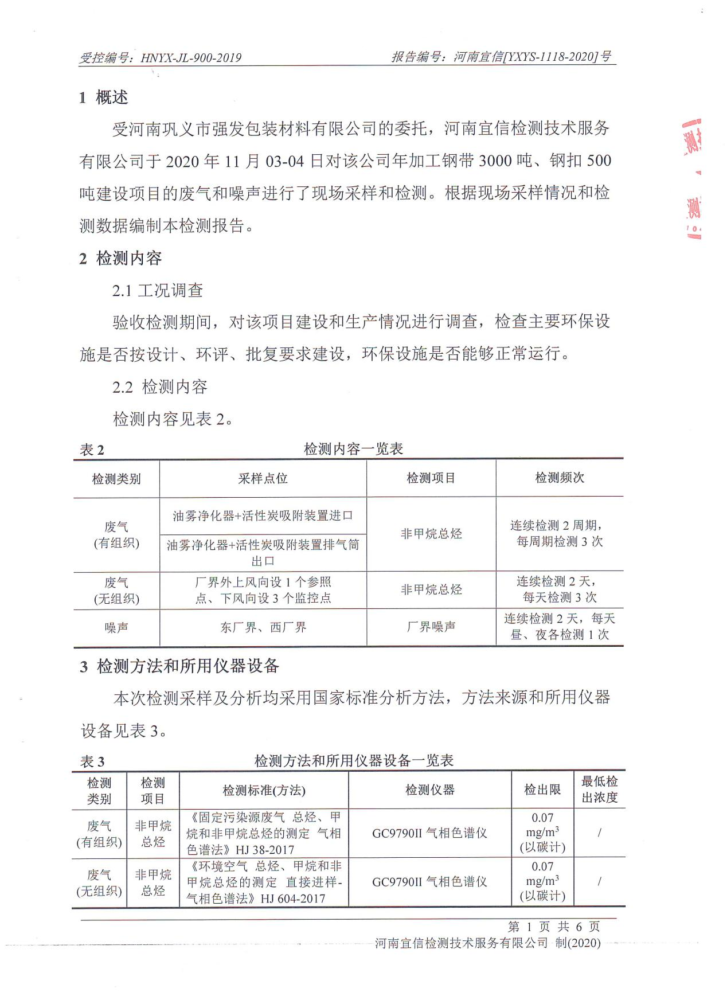 受控编号：HNYX-JL-900-2019 报告编号：河南宜信[YXYS-1118-2020]号
1 概述
受河南巩义市强发包装材料有限公司的委托，河南宜信检测技术服务
有限公司于 2020 年 11 月 03-04 日对该公司年加工钢带 3000 吨、钢扣 500
吨建设项目的废气和噪声进行了现场采样和检测。根据现场采样情况和检
测数据编制本检测报告。
2 检测内容
2.1 工况调查
验收检测期间，对该项目建设和生产情况进行调查，检查主要环保设
施是否按设计、环评、批复要求建设，环保设施是否能够正常运行。
2.2 检测内容
检测内容见表 2。
表 2 检测内容一览表
检测类别 采样点位 检测项目 检测频次
废气
(有组织)
油雾净化器+活性炭吸附装置进口
油雾净化器+活性炭吸附装置排气筒
出口
非甲烷总烃
连续检测 2 周期，
每周期检测 3 次
废气
(无组织)
厂界外上风向设 1 个参照
点、下风向设 3 个监控点
非甲烷总烃
连续检测 2 天，
每天检测 3 次
噪声
东厂界、西厂界
厂界噪声
连续检测 2 天，每天
昼、夜各检测 1 次
3 检测方法和所用仪器设备
本次检测采样及分析均采用国家标准分析方法，方法来源和所用仪器
设备见表 3。
表 3 检测方法和所用仪器设备一览表
检测
类别
检测
项目
检测标准(方法)
检测仪器
检出限
最低检
出浓度
废气
(有组织)
非甲烷
总烃
《固定污染源废气 总烃、甲
烷和非甲烷总烃的测定 气相
色谱法》HJ 38-2017
GC9790II 气相色谱仪
0.07
mg/m³
(以碳计)
/
废气
(无组织)
非甲烷
总烃
《环境空气 总烃、甲烷和非
甲烷总烃的测定 直接进样-
气相色谱法》HJ 604-2017
GC9790II 气相色谱仪
0.07
mg/m³
(以碳计)
/
第 1 页 共 6 页
河南宜信检测技术服务有限公司 制(2020)
测
测